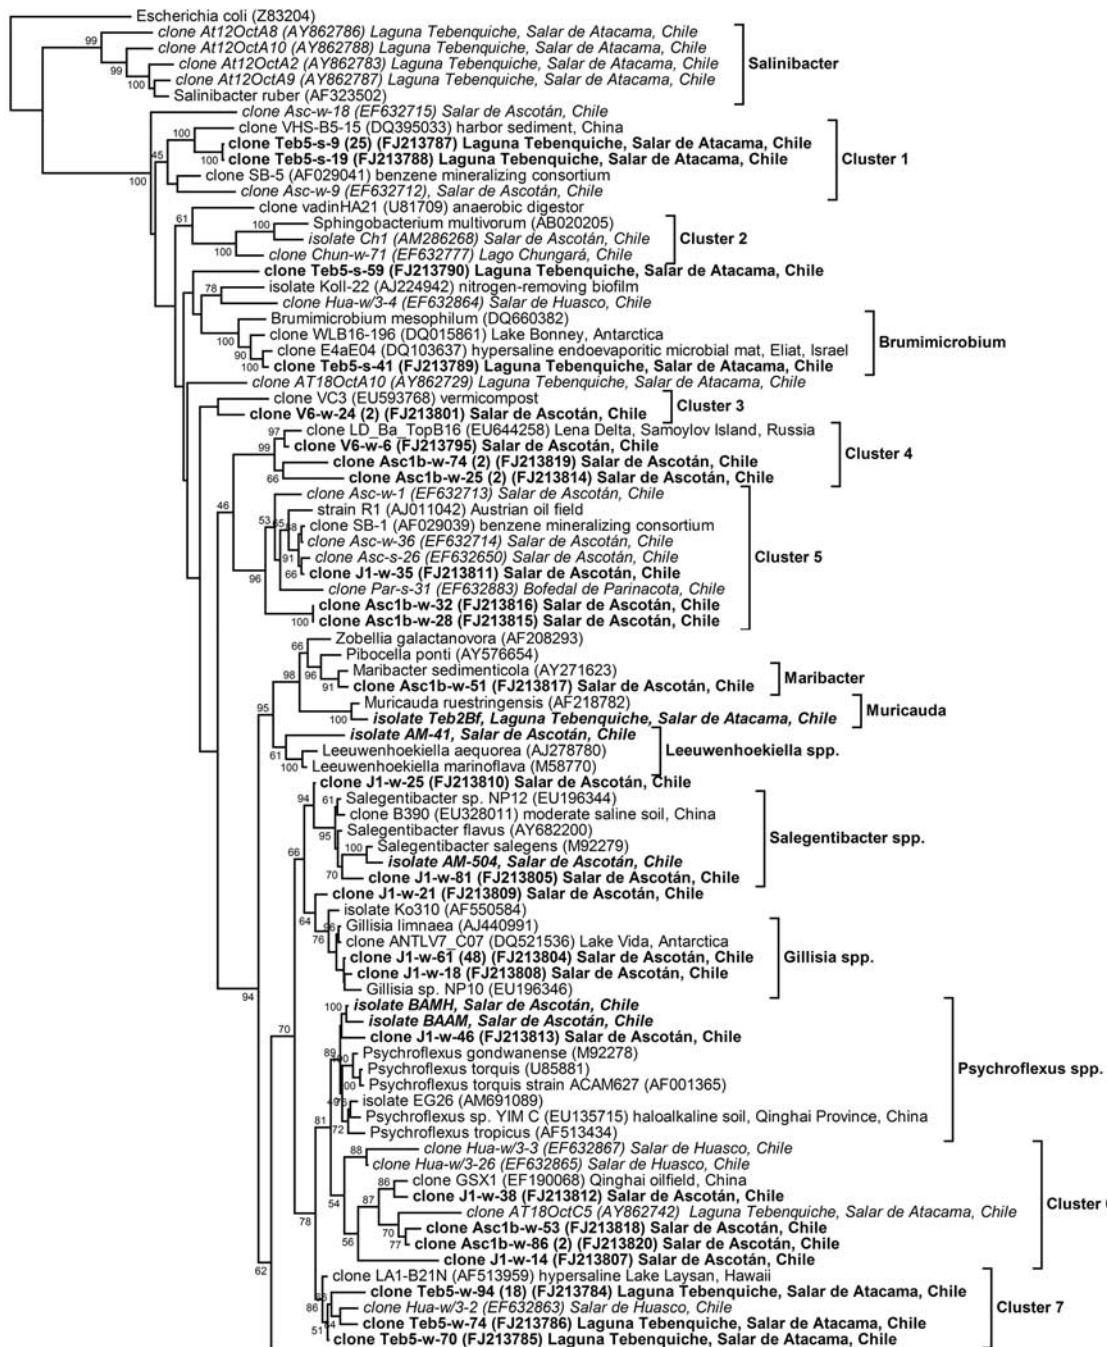 Escherichia coli (Z83204)
clone At12OctA8 (AY862786) Laguna Tebenquiche, Salar de Atacama, Chile
99
clone At12OctA10 (AY862788) Laguna Tebenquiche, Salar de Atacama, Chile
99
clone At12OctA2 (AY862783) Laguna Tebenquiche, Salar de Atacama, Chile
Salinibacter
100
clone At12OctA9 (AY862787) Laguna Tebenquiche, Salar de Atacama, Chile
Salinibacter ruber (AF323502)
clone Asc-w-18 (EF632715) Salar de Ascotán, Chile
100
clone VHS-B5-15 (DQ395033) harbor sediment, China
100
clone Teb5-s-9 (25) (FJ213787) Laguna Tebenquiche, Salar de Atacama, Chile
45
100
clone Teb5-s-19 (FJ213788) Laguna Tebenquiche, Salar de Atacama, Chile
Cluster 1
clone SB-5 (AF029041) benzene mineralizing consortium
clone Asc-w-9 (EF632712), Salar de Ascotán, Chile
61
clone vadinHA21 (U81709) anaerobic digestor
100
Sphingobacterium multivorum (AB020205)
isolate Ch1 (AM286268) Salar de Ascotán, Chile
Cluster 2
100
clone Chun-w-71 (EF632777) Lago Chungará, Chile
clone Teb5-s-59 (FJ213790) Laguna Tebenquiche, Salar de Atacama, Chile
78
isolate Koll-22 (AJ224942) nitrogen-removing biofilm
clone Hua-w/3-4 (EF632864) Salar de Huasco, Chile
Brumimicrobium mesophilum (DQ660382)
100
clone WLB16-196 (DQ015861) Lake Bonney, Antarctica
Brumimicrobium
90
clone E4aE04 (DQ103637) hypersaline endoevaporitic microbial mat, Eliat, Israel
100
clone Teb5-s-41 (FJ213789) Laguna Tebenquiche, Salar de Atacama, Chile
clone AT18OctA10 (AY862729) Laguna Tebenquiche, Salar de Atacama, Chile
clone VC3 (EU593768) vermicompost
Cluster 3
clone V6-w-24 (2) (FJ213801) Salar de Ascotán, Chile
97
clone LD_Ba_TopB16 (EU644258) Lena Delta, Samoylov Island, Russia
99
clone V6-w-6 (FJ213795) Salar de Ascotán, Chile
Cluster 4
clone Asc1b-w-74 (2) (FJ213819) Salar de Ascotán, Chile
66
clone Asc1b-w-25 (2) (FJ213814) Salar de Ascotán, Chile
46
clone Asc-w-1 (EF632713) Salar de Ascotán, Chile
strain R1 (AJ011042) Austrian oil field
53
clone SB-1 (AF029039) benzene mineralizing consortium
clone Asc-w-36 (EF632714) Salar de Ascotán, Chile
Cluster 5
91
clone Asc-s-26 (EF632650) Salar de Ascotán, Chile
66
clone J1-w-35 (FJ213811) Salar de Ascotán, Chile
96
clone Par-s-31 (EF632883) Bofedal de Parinacota, Chile
clone Asc1b-w-32 (FJ213816) Salar de Ascotán, Chile
100
clone Asc1b-w-28 (FJ213815) Salar de Ascotán, Chile
66
Zobellia galactanovora (AF208293)
Pibocella ponti (AY576654)
98
96
Maribacter sedimenticola (AY271623)
Maribacter
91
clone Asc1b-w-51 (FJ213817) Salar de Ascotán, Chile
95
Muricauda ruestringensis (AF218782)
Muricauda
100
isolate Teb2Bf, Laguna Tebenquiche, Salar de Atacama, Chile
isolate AM-41, Salar de Ascotán, Chile
61
Leeuwenhoekiella aequorea (AJ278780)
Leeuwenhoekiella spp.
100
Leeuwenhoekiella marinoflava (M58770)
clone J1-w-25 (FJ213810) Salar de Ascotán, Chile
94
61
Salegentibacter sp. NP12 (EU196344)
clone B390 (EU328011) moderate saline soil, China
95
Salegentibacter flavus (AY682200)
Salegentibacter spp.
100
Salegentibacter salegens (M92279)
66
isolate AM-504, Salar de Ascotán, Chile
70
clone J1-w-81 (FJ213805) Salar de Ascotán, Chile
clone J1-w-21 (FJ213809) Salar de Ascotán, Chile
64
isolate Ko310 (AF550584)
Gillisia limnaea (AJ440991)
76
clone ANTLV7_C07 (DQ521536) Lake Vida, Antarctica
Gillisia spp.
clone J1-w-61 (48) (FJ213804) Salar de Ascotán, Chile
clone J1-w-18 (FJ213808) Salar de Ascotán, Chile
Gillisia sp. NP10 (EU196346)
94
100
isolate BAMH, Salar de Ascotán, Chile
isolate BAAM, Salar de Ascotán, Chile
70
clone J1-w-46 (FJ213813) Salar de Ascotán, Chile
89
Psychroflexus gondwanense (M92278)
Psychroflexus torquis (U85881)
Psychroflexus spp.
Psychroflexus torquis strain ACAM627 (AF001365)
isolate EG26 (AM691089)
Psychroflexus sp. YIM C (EU135715) haloalkaline soil, Qinghai Province, China
81
72
Psychroflexus tropicus (AF513434)
88
clone Hua-w/3-3 (EF632867) Salar de Huasco, Chile
clone Hua-w/3-26 (EF632865) Salar de Huasco, Chile
86
clone GSX1 (EF190068) Qinghai oilfield, China
54
87
clone J1-w-38 (FJ213812) Salar de Ascotán, Chile
Cluster
clone AT18OctC5 (AY862742) Laguna Tebenquiche, Salar de Atacama, Chile
78
70
clone Asc1b-w-53 (FJ213818) Salar de Ascotán, Chile
56
77
clone Asc1b-w-86 (2) (FJ213820) Salar de Ascotán, Chile
clone J1-w-14 (FJ213807) Salar de Ascotán, Chile
62
clone LA1-B21N (AF513959) hypersaline Lake Laysan, Hawaii
clone Teb5-w-94 (18) (FJ213784) Laguna Tebenquiche, Salar de Atacama, Chile
86
clone Hua-w/3-2 (EF632863) Salar de Huasco, Chile
Cluster 7
clone Teb5-w-74 (FJ213786) Laguna Tebenquiche, Salar de Atacama, Chile
51
clone Teb5-w-70 (FJ213785) Laguna Tebenquiche, Salar de Atacama, Chile